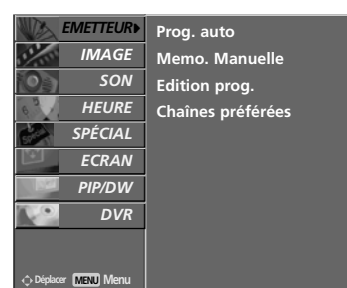 EMETTEUR
IMAGE
SON
HEURE
SPÉCIAL
ECRAN
PIP/DW
DVR
Déplacer MENU Menu
Prog. auto
Memo. Manuelle
Edition prog.
Chaînes préférées